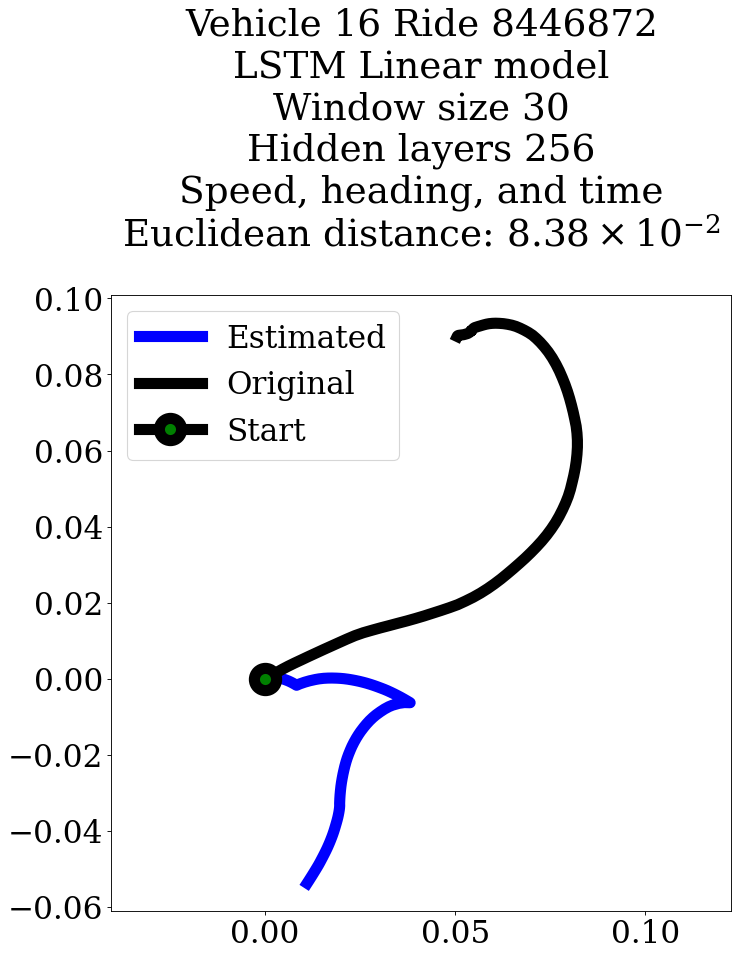 Vehicle 16 Ride 8446872
LSTM Linear model
Window size 30
Hidden layers 256
Speed, heading, and time
Euclidean distance: 8.38 × 10⁻²
Estimated
Original
Start
0.10
0.08
0.06
0.04
0.02
0.00
−0.02
−0.04
−0.06
0.00 0.05 0.10